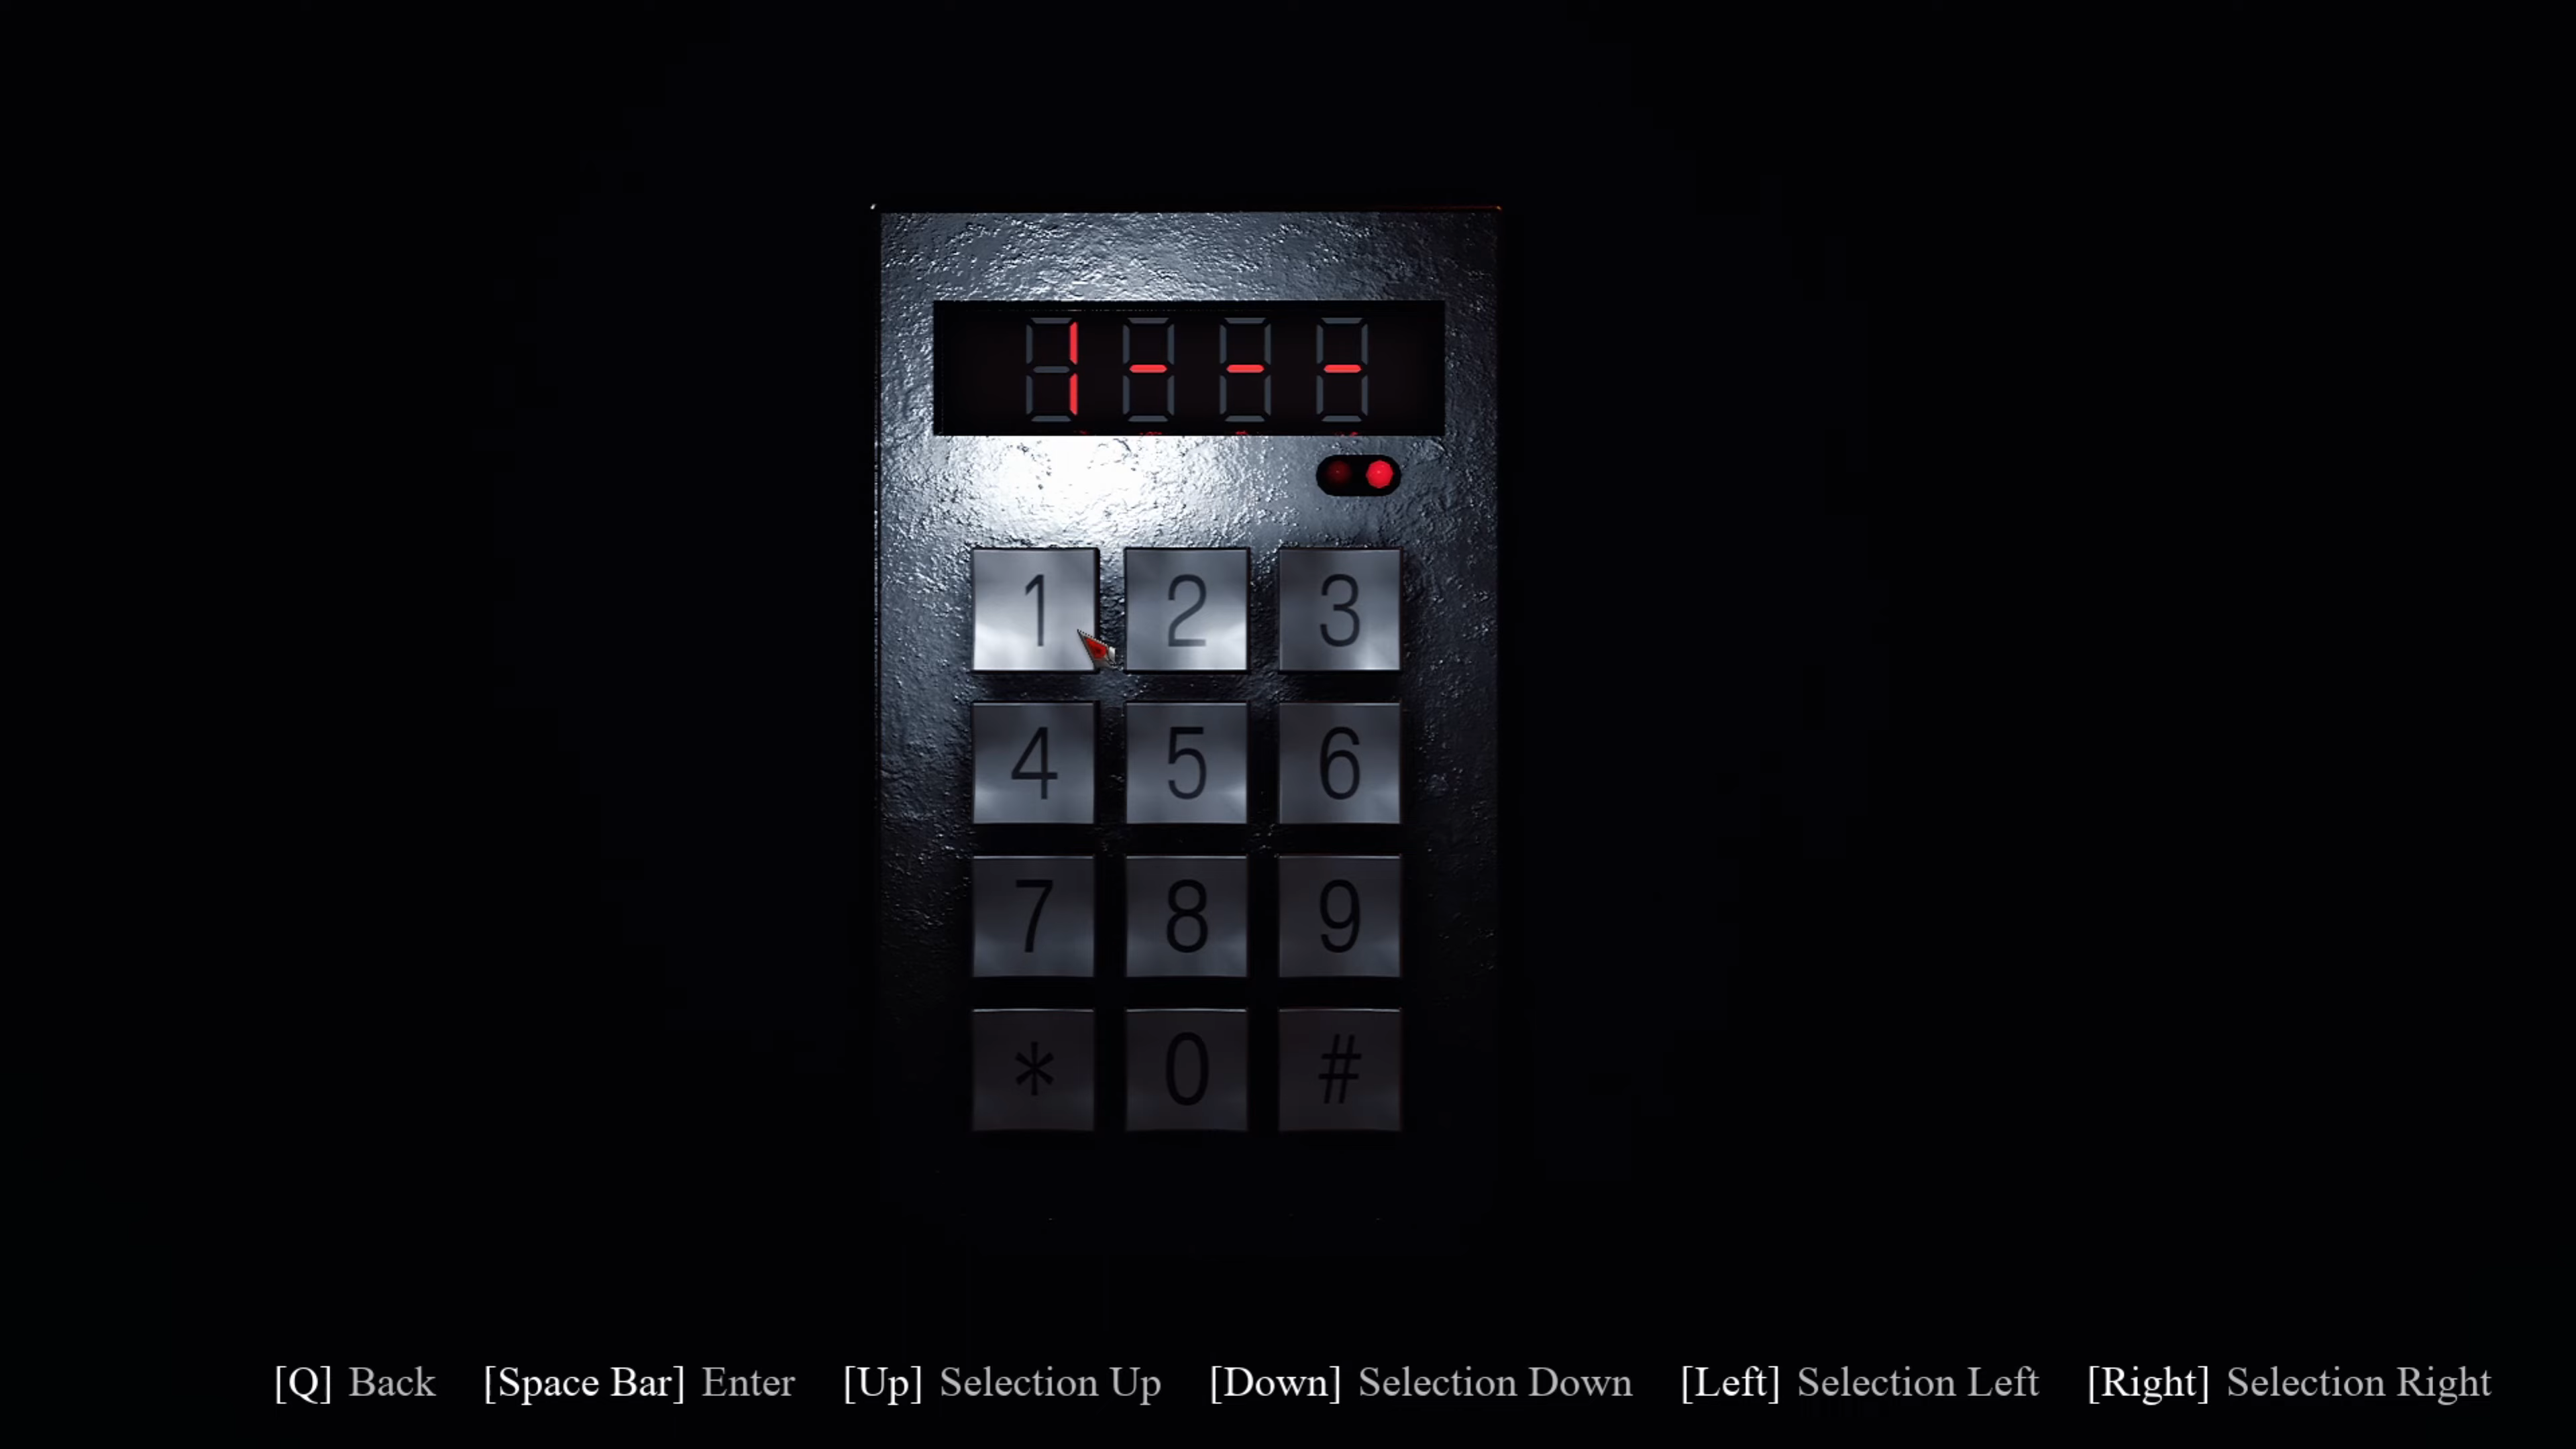 1 - - -
1 2 3
4 5 6
7 8 9
* 0 #
[Q] Back [Space Bar] Enter [Up] Selection Up [Down] Selection Down [Left] Selection Left [Right] Selection Right